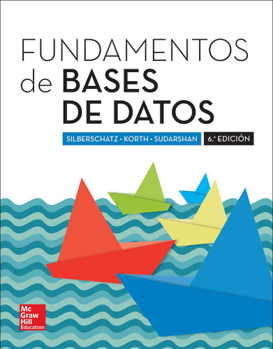 FUNDAMENTOS
de BASES
DE DATOS
SILBERSCHATZ · KORTH · SUDARSHAN 6.ª EDICIÓN
Mc
Graw
Hill
Education